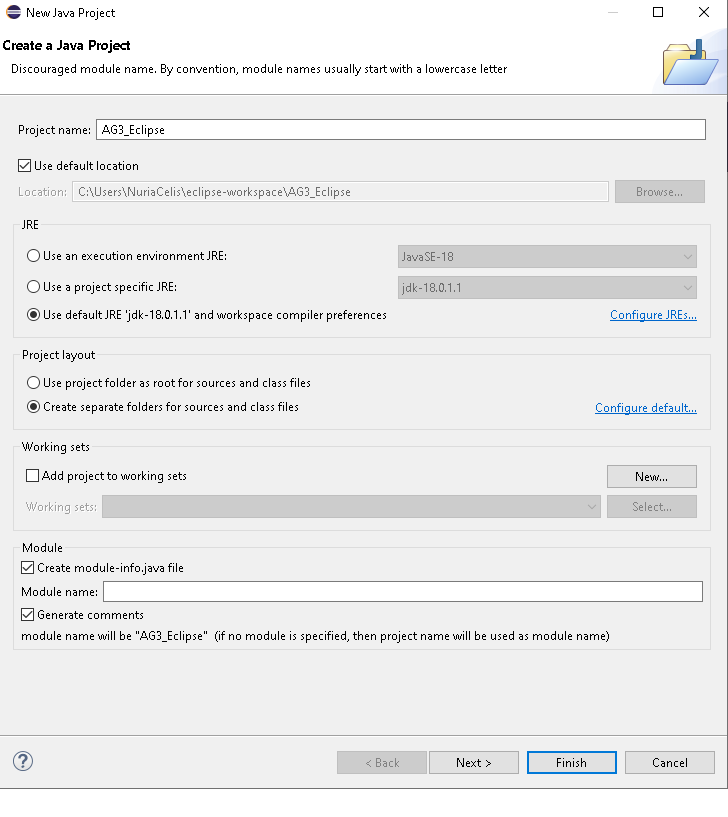 New Java Project
Create a Java Project
Discouraged module name. By convention, module names usually start with a lowercase letter
Project name: AG3_Eclipse
Use default location
Location: C:\Users\NuriaCelis\eclipse-workspace\AG3_Eclipse Browse...
JRE
Use an execution environment JRE: JavaSE-18
Use a project specific JRE: jdk-18.0.1.1
Use default JRE 'jdk-18.0.1.1' and workspace compiler preferences Configure JREs...
Project layout
Use project folder as root for sources and class files
Create separate folders for sources and class files Configure default...
Working sets
Add project to working sets New...
Working sets: Select...
Module
Create module-info.java file
Module name:
Generate comments
module name will be "AG3_Eclipse" (if no module is specified, then project name will be used as module name)
? < Back Next > Finish Cancel